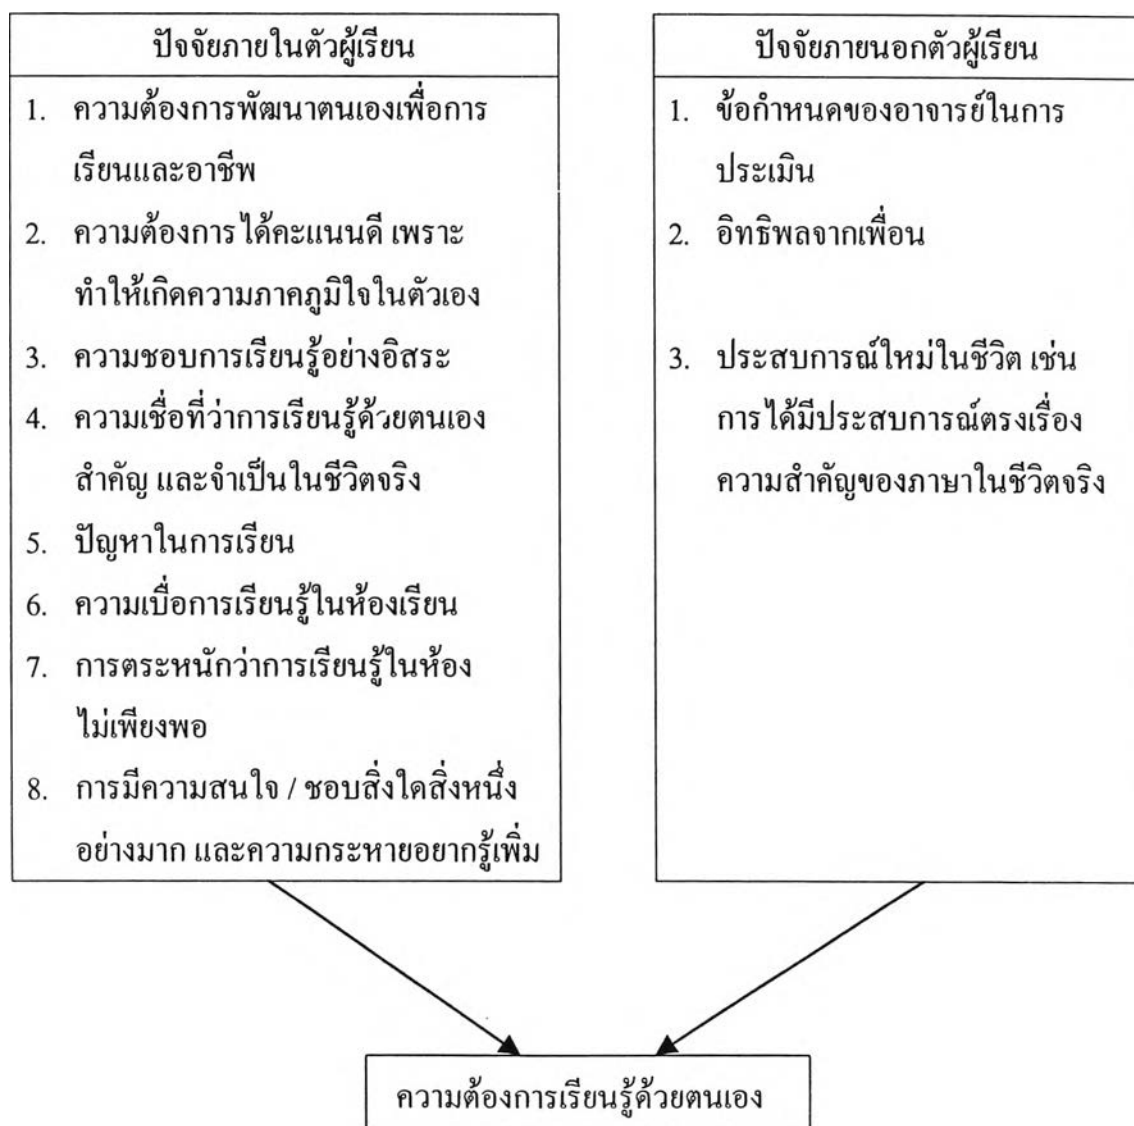 ปัจจัยภายในตัวผู้เรียน
1. ความต้องการพัฒนาตนเองเพื่อการ
เรียนและอาชีพ
2. ความต้องการได้คะแนนดี เพราะ
ทำให้เกิดความภาคภูมิใจในตัวเอง
3. ความชอบการเรียนรู้อย่างอิสระ
4. ความเชื่อที่ว่าการเรียนรู้ด้วยตนเอง
สำคัญ และจำเป็นในชีวิตจริง
5. ปัญหาในการเรียน
6. ความเบื่อการเรียนรู้ในห้องเรียน
7. การตระหนักว่าการเรียนรู้ในห้อง
ไม่เพียงพอ
8. การมีความสนใจ / ชอบสิ่งใดสิ่งหนึ่ง
อย่างมาก และความกระหายอยากรู้เพิ่ม
ปัจจัยภายนอกตัวผู้เรียน
1. ข้อกำหนดของอาจารย์ในการ
ประเมิน
2. อิทธิพลจากเพื่อน
3. ประสบการณ์ใหม่ในชีวิต เช่น
การได้มีประสบการณ์ตรงเรื่อง
ความสำคัญของภาษาในชีวิตจริง
ความต้องการเรียนรู้ด้วยตนเอง